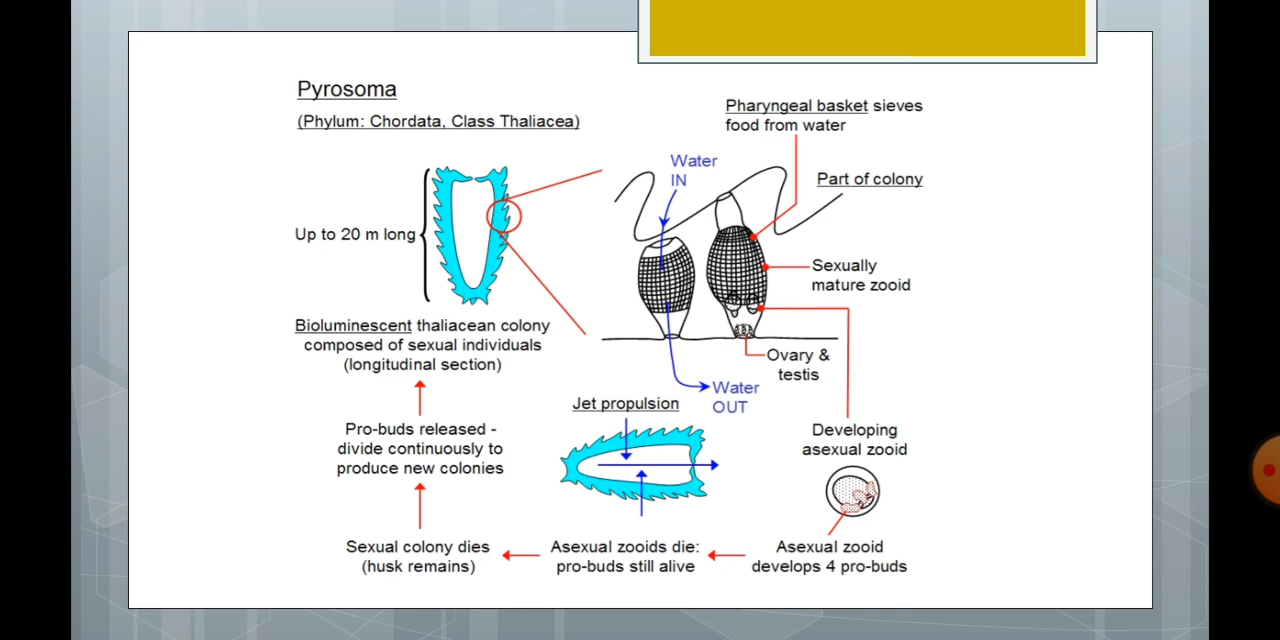 Pyrosoma
(Phylum: Chordata, Class Thaliacea)
Pharyngeal basket sieves
food from water
Water
IN
Part of colony
Up to 20 m long
Sexually
mature zooid
Bioluminescent thaliacean colony
composed of sexual individuals
(longitudinal section)
Ovary &
testis
Water
OUT
Jet propulsion
Pro-buds released -
divide continuously to
produce new colonies
Developing
asexual zooid
Sexual colony dies
(husk remains)
Asexual zooids die:
pro-buds still alive
Asexual zooid
develops 4 pro-buds